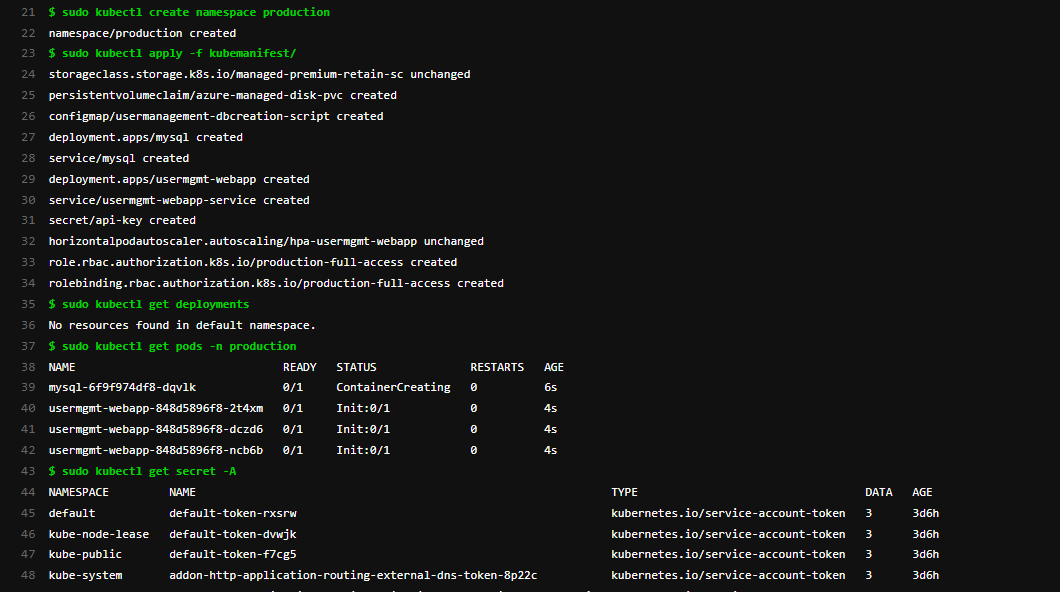 21 $ sudo kubectl create namespace production
22 namespace/production created
23 $ sudo kubectl apply -f kubemanifest/
24 storageclass.storage.k8s.io/managed-premium-retain-sc unchanged
25 persistentvolumeclaim/azure-managed-disk-pvc created
26 configmap/usermanagement-dbcreation-script created
27 deployment.apps/mysql created
28 service/mysql created
29 deployment.apps/usermgmt-webapp created
30 service/usermgmt-webapp-service created
31 secret/api-key created
32 horizontalpodautoscaler.autoscaling/hpa-usermgmt-webapp unchanged
33 role.rbac.authorization.k8s.io/production-full-access created
34 rolebinding.rbac.authorization.k8s.io/production-full-access created
35 $ sudo kubectl get deployments
36 No resources found in default namespace.
37 $ sudo kubectl get pods -n production
38 NAME READY STATUS RESTARTS AGE
39 mysql-6f9f974df8-dqvlk 0/1 ContainerCreating 0 6s
40 usermgmt-webapp-848d5896f8-2t4xm 0/1 Init:0/1 0 4s
41 usermgmt-webapp-848d5896f8-dczd6 0/1 Init:0/1 0 4s
42 usermgmt-webapp-848d5896f8-ncb6b 0/1 Init:0/1 0 4s
43 $ sudo kubectl get secret -A
44 NAMESPACE NAME TYPE DATA AGE
45 default default-token-rxsrw kubernetes.io/service-account-token 3 3d6h
46 kube-node-lease default-token-dvwjk kubernetes.io/service-account-token 3 3d6h
47 kube-public default-token-f7cg5 kubernetes.io/service-account-token 3 3d6h
48 kube-system addon-http-application-routing-external-dns-token-8p22c kubernetes.io/service-account-token 3 3d6h